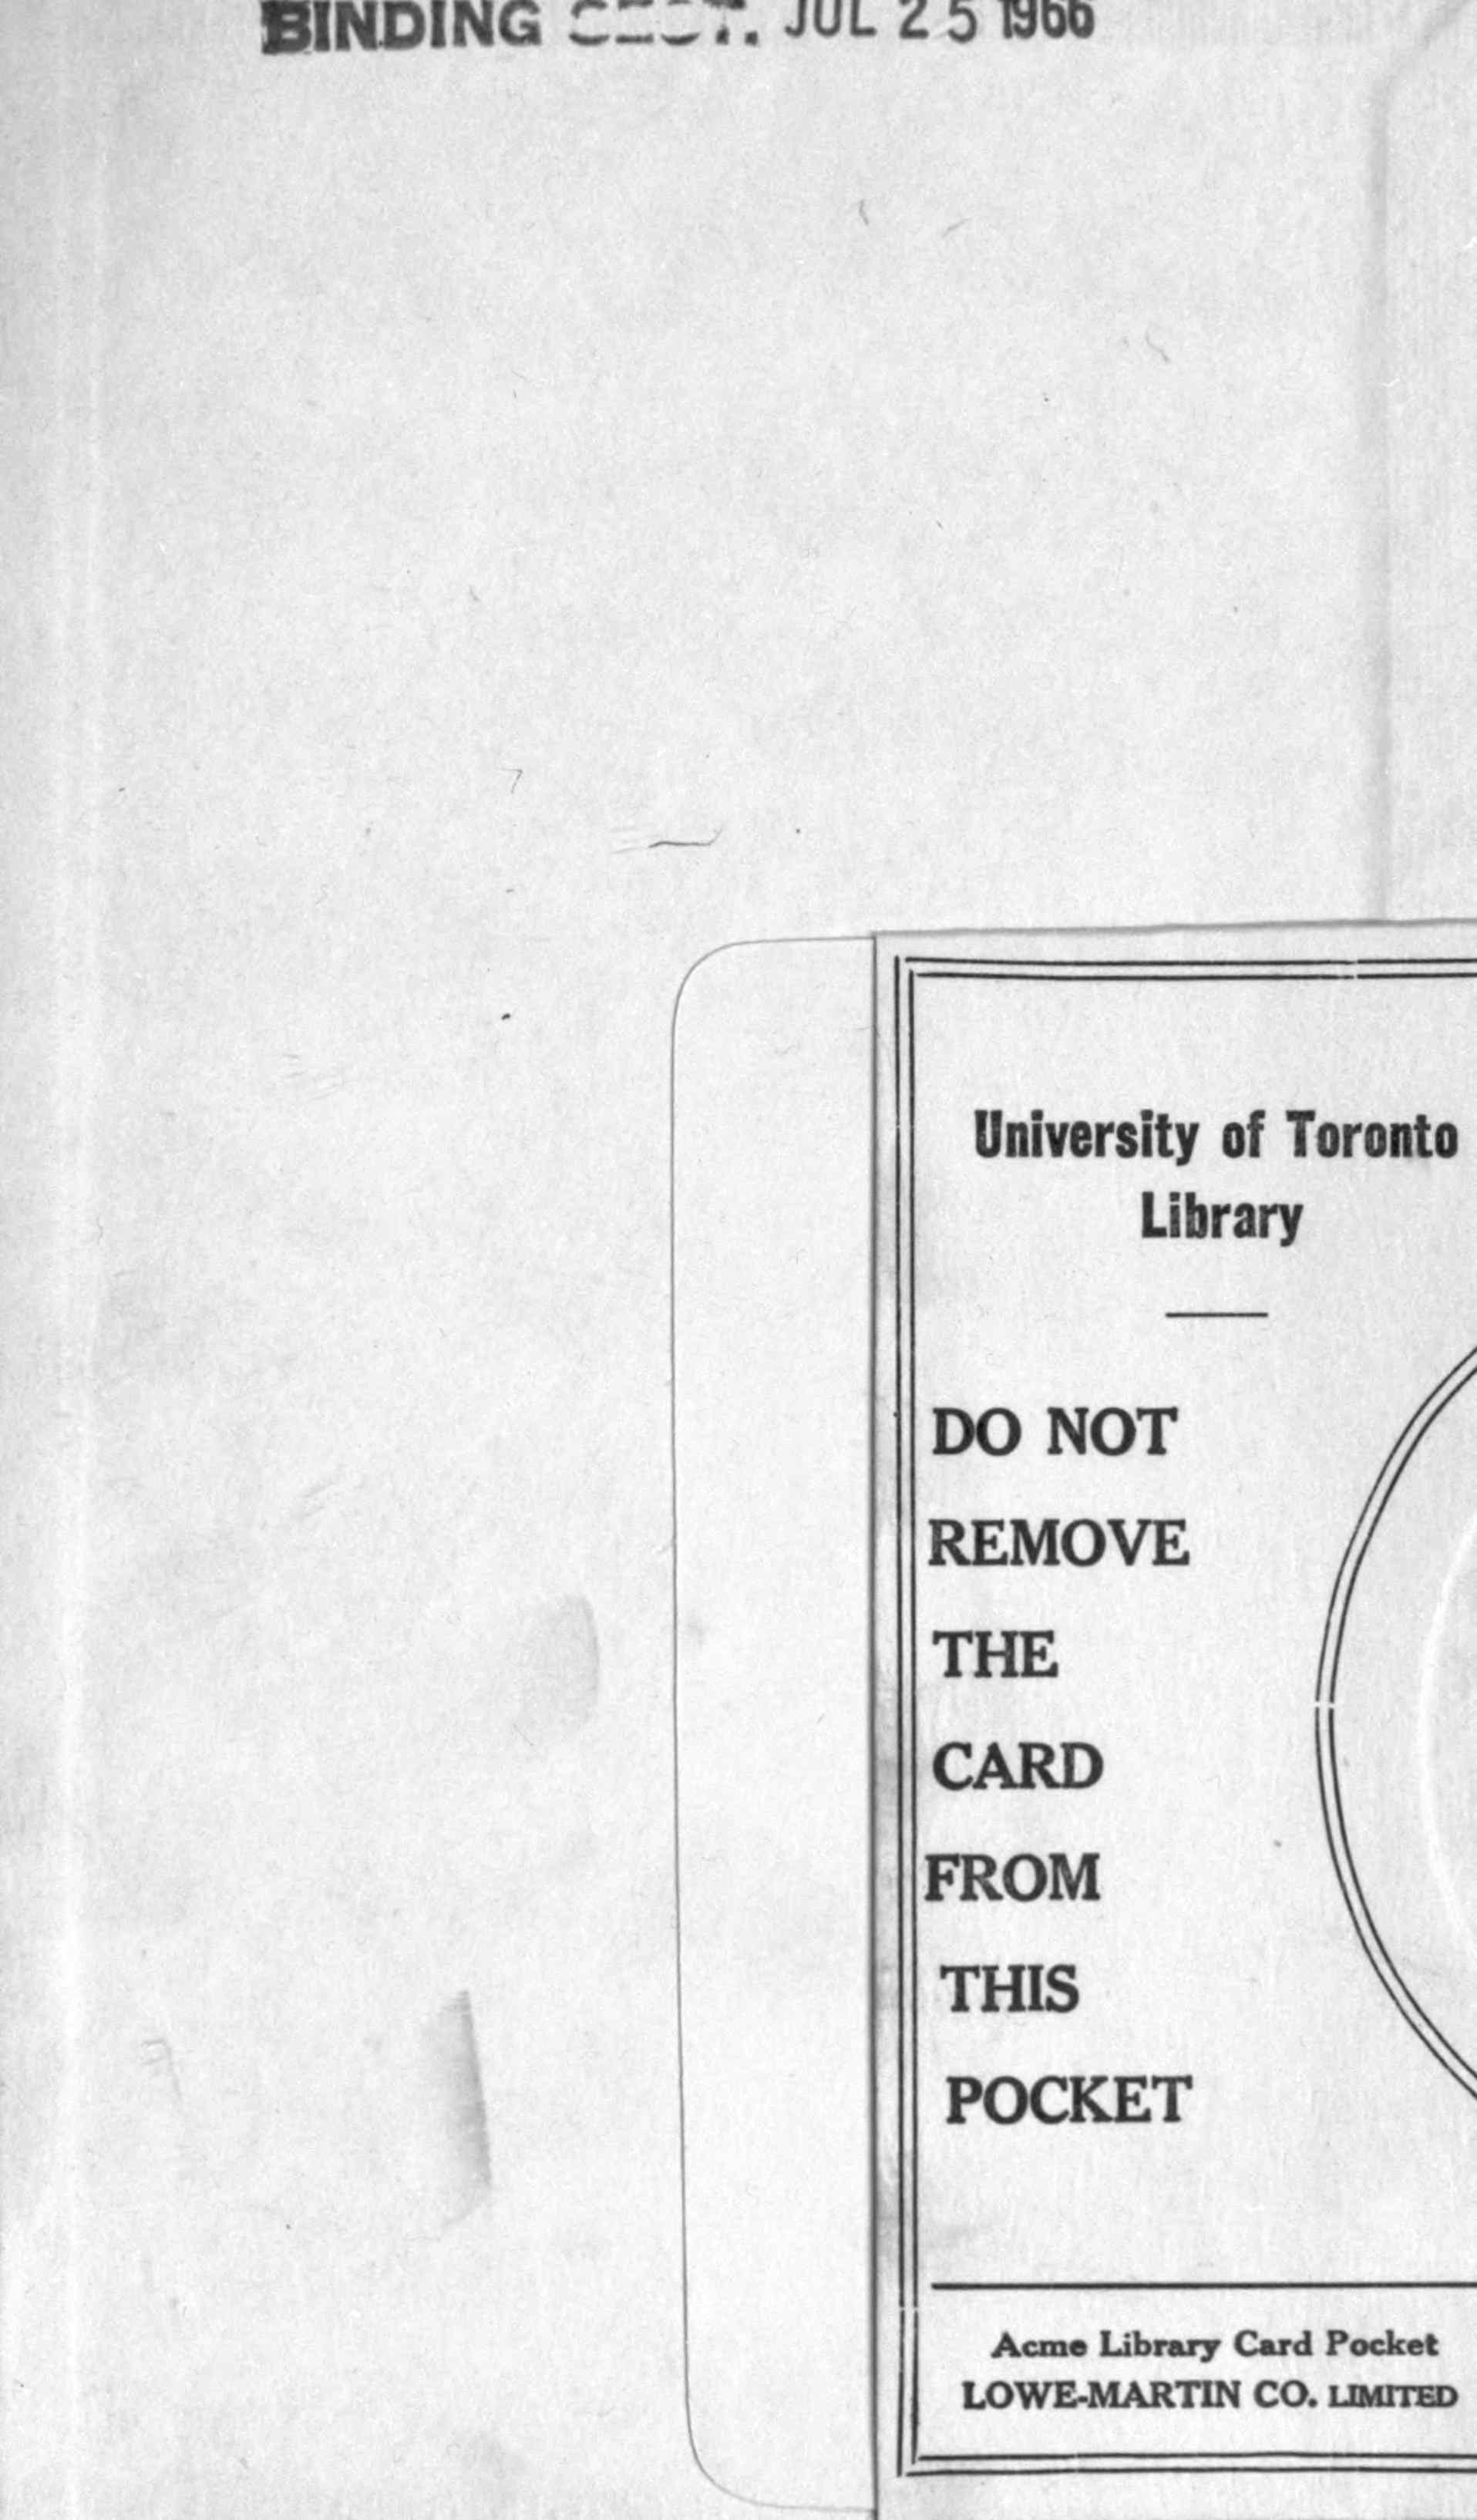 BINDING SECT. JUL 25 1966
University of Toronto
Library
DO NOT
REMOVE
THE
CARD
FROM
THIS
POCKET
Acme Library Card Pocket
LOWE-MARTIN CO. LIMITED